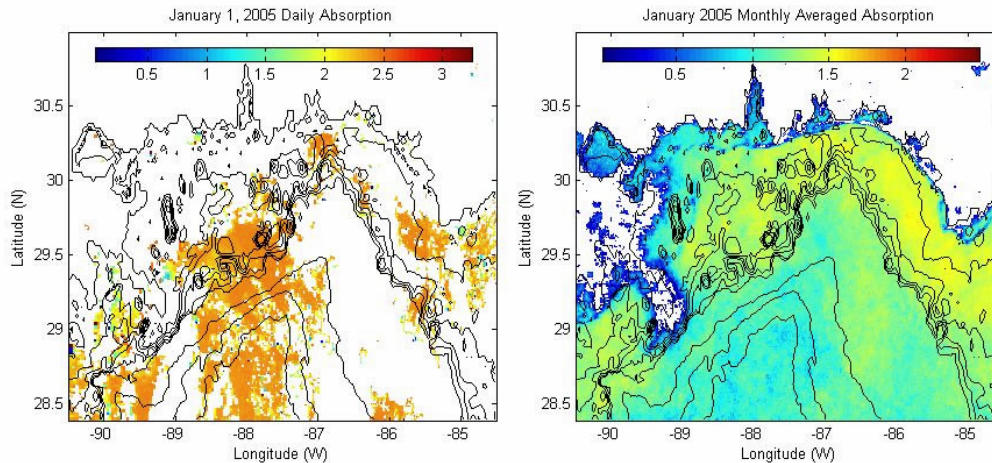 January 1, 2005 Daily Absorption
0.5 1 1.5 2 2.5 3
30.5
30
29.5
29
28.5
Latitude (N)
-90 -89 -88 -87 -86 -85
Longitude (W)
January 2005 Monthly Averaged Absorption
0.5 1 1.5 2
30.5
30
29.5
29
28.5
Latitude (N)
-90 -89 -88 -87 -86 -85
Longitude (W)